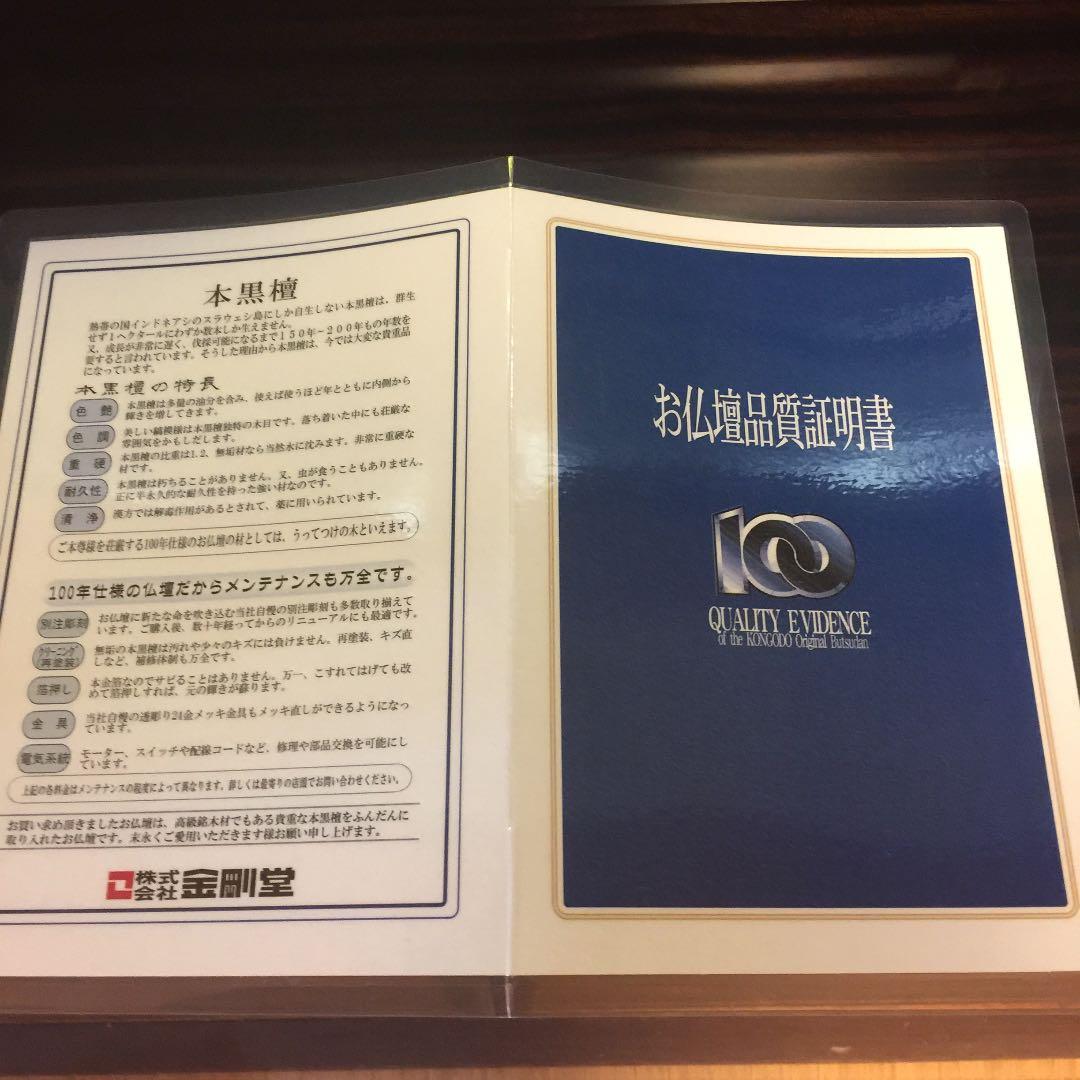 本黒檀
熱帯の国インドネアシのスラウェシ島にしか自生しない本黒檀は、群生
せず1ヘクタールにわずか数本しか生えません。
又、成長が非常に遅く、伐採可能になるまで150年~200年もの年数を
要すると言われています。そうした理由から本黒檀は、今では大変な貴重品
になっています。
本黒檀の特長
色艶 本黒檀は多量の油分を含み、使えば使うほど年とともに内側から
輝きを増してきます。
色調 美しい縞模様は本黒檀独特の木目です。落ち着いた中にも荘厳な
雰囲気をかもしだします。
重硬 本黒檀の比重は1.2、無垢材なら当然水に沈みます。非常に重硬な
材です。
耐久性 本黒檀は朽ちることがありません。又、虫が食うこともありません。
正に半永久的な耐久性を持った強い材なのです。
清浄 漢方では解毒作用があるとされて、薬に用いられています。
ご本尊様を荘厳する100年仕様のお仏壇の材としては、うってつけの木といえます。
100年仕様の仏壇だからメンテナンスも万全です。
別注彫刻 お仏壇に新たな命を吹き込む当社自慢の別注彫刻も多数取り揃えて
います。ご購入後、数十年経ってからのリニューアルにも最適です。
クリーニング(再塗装) 無垢の本黒檀は汚れや少々のキズには負けません。再塗装、キズ直
しなど、補修体制も万全です。
箔押し 本金箔なのでサビることはありません。万一、こすれてはげても改
めて箔押しすれば、元の輝きが蘇ります。
金具 当社自慢の透彫り24金メッキ金具もメッキ直しができるようになっ
ています。
電気系統 モーター、スイッチや配線コードなど、修理や部品交換を可能にし
ています。
上記の各料金はメンテナンスの程度によって異なります。詳しくは最寄りの店頭でお問い合わせください。
お買い求め頂きましたお仏壇は、高級銘木材でもある貴重な本黒檀をふんだんに
取り入れたお仏壇です。末永くご愛用いただきます様お願い申し上げます。
株式会社 金剛堂
お仏壇品質証明書
100
QUALITY EVIDENCE
of the KONGODO Original Butsudan